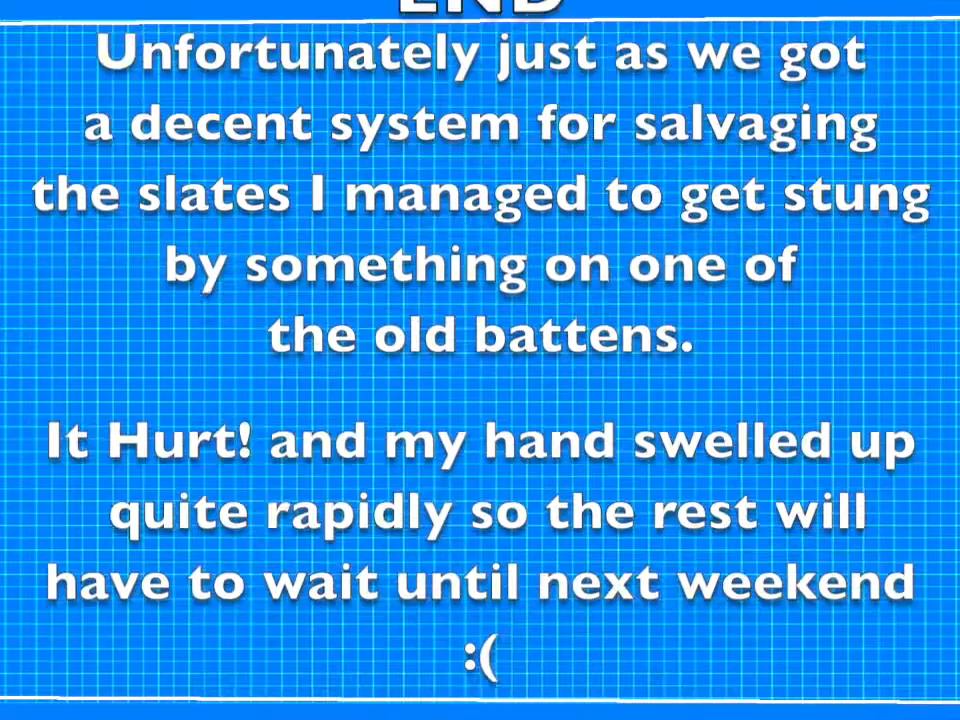 END
Unfortunately just as we got
a decent system for salvaging
the slates I managed to get stung
by something on one of
the old battens.
It Hurt! and my hand swelled up
quite rapidly so the rest will
have to wait until next weekend
:(